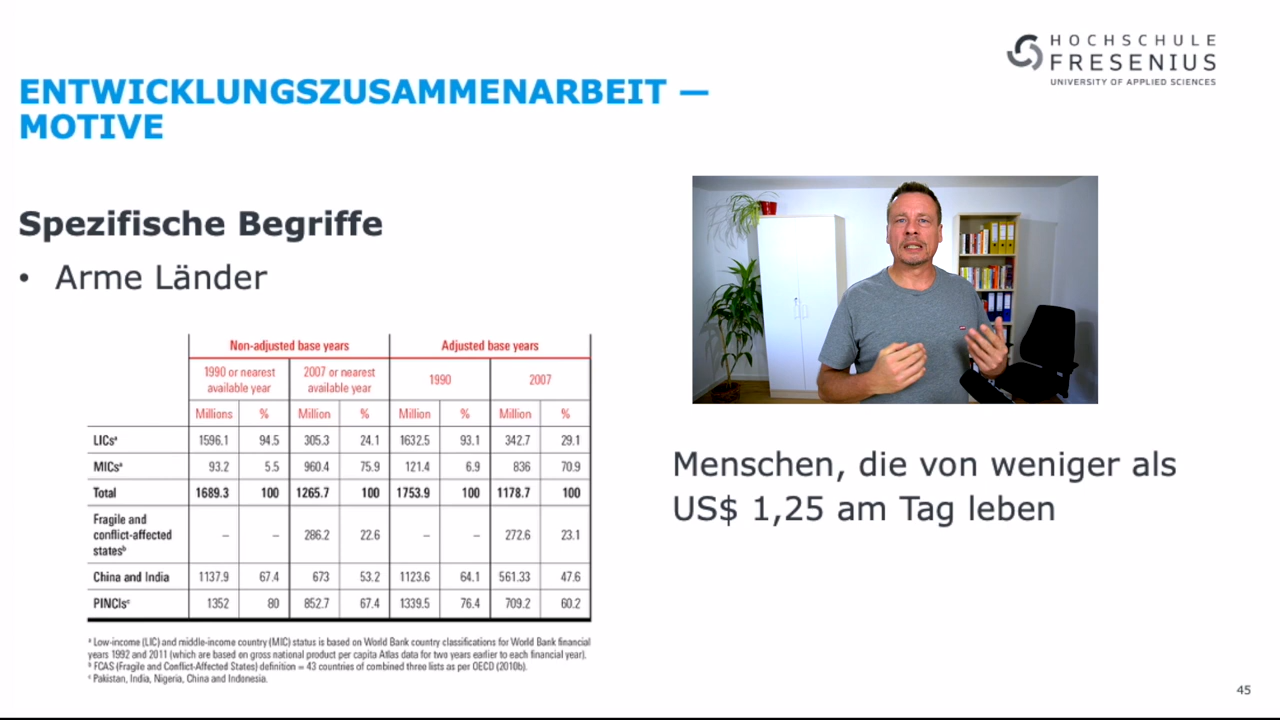 HOCHSCHULE
FRESENIUS
UNIVERSITY OF APPLIED SCIENCES
ENTWICKLUNGSZUSAMMENARBEIT —
MOTIVE
Spezifische Begriffe
• Arme Länder
Non-adjusted base years Adjusted base years
1990 or nearest available year 2007 or nearest available year 1990 2007
Millions % Million % Million % Million %
LICsᵃ 1596.1 94.5 305.3 24.1 1632.5 93.1 342.7 29.1
MICsᵃ 93.2 5.5 960.4 75.9 121.4 6.9 836 70.9
Total 1689.3 100 1265.7 100 1753.9 100 1178.7 100
Fragile and conflict-affected statesᵇ – – 286.2 22.6 – – 272.6 23.1
China and India 1137.9 67.4 673 53.2 1123.6 64.1 561.33 47.6
PINCIsᶜ 1352 80 852.7 67.4 1339.5 76.4 709.2 60.2
ᵃ Low-income (LIC) and middle-income country (MIC) status is based on World Bank country classifications for World Bank financial
years 1992 and 2011 (which are based on gross national product per capita Atlas data for two years earlier to each financial year).
ᵇ FCAS (Fragile and Conflict-Affected States) definition = 43 countries of combined three lists as per OECD (2010b).
ᶜ Pakistan, India, Nigeria, China and Indonesia.
Menschen, die von weniger als
US$ 1,25 am Tag leben
45